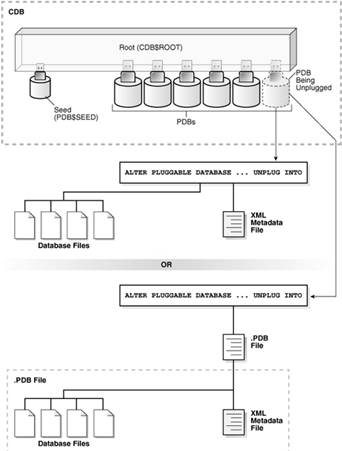 CDB
Root (CDB$ROOT)
PDB
Being
Unplugged
Seed
(PDB$SEED)
PDBs
ALTER PLUGGABLE DATABASE ... UNPLUG INTO
Database Files
XML
Metadata
File
OR
ALTER PLUGGABLE DATABASE ... UNPLUG INTO
.PDB
File
.PDB File
Database Files
XML
Metadata
File